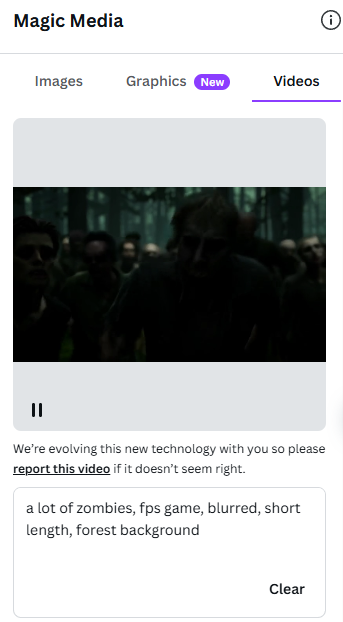 Magic Media
Images
Graphics
New
Videos
We're evolving this new technology with you so please
report this video if it doesn't seem right.
a lot of zombies, fps game, blurred, short
length, forest background
Clear